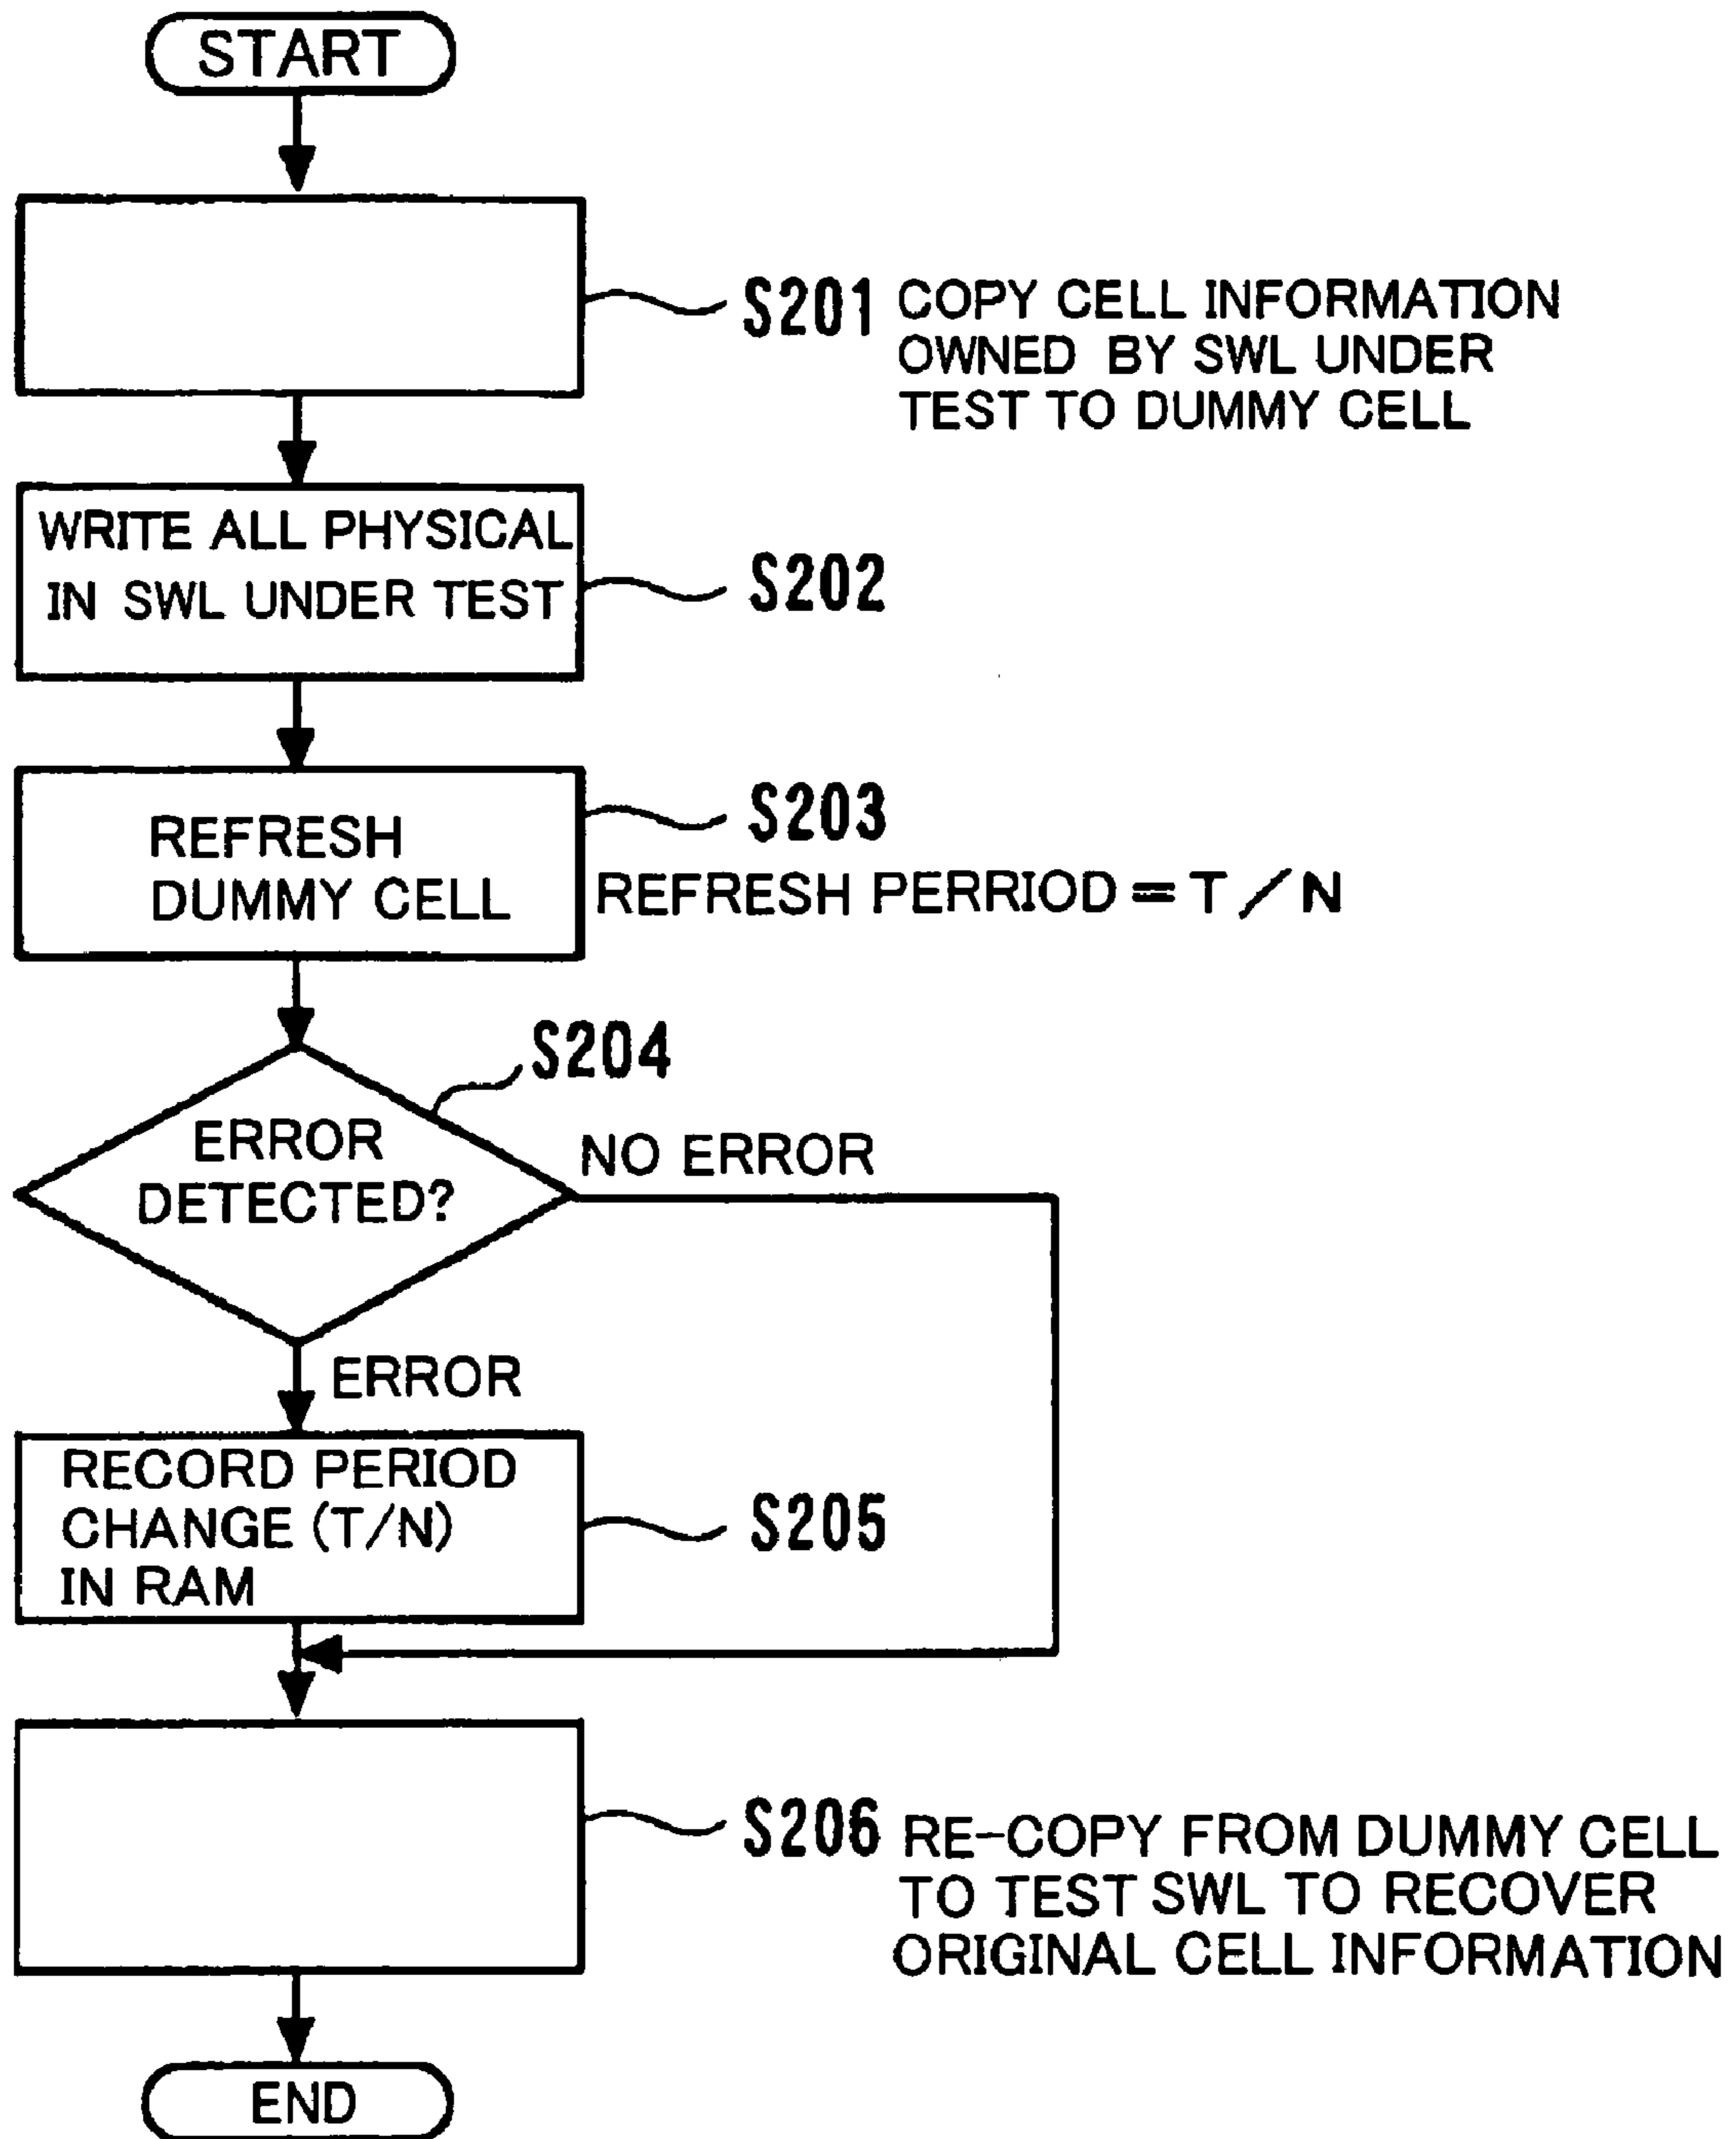 START
S201 COPY CELL INFORMATION
OWNED BY SWL UNDER
TEST TO DUMMY CELL
WRITE ALL PHYSICAL
IN SWL UNDER TEST
S202
REFRESH
DUMMY CELL
S203
REFRESH PERRIOD = T / N
S204
ERROR
DETECTED?
NO ERROR
ERROR
RECORD PERIOD
CHANGE (T/N)
IN RAM
S205
S206 RE-COPY FROM DUMMY CELL
TO TEST SWL TO RECOVER
ORIGINAL CELL INFORMATION
END